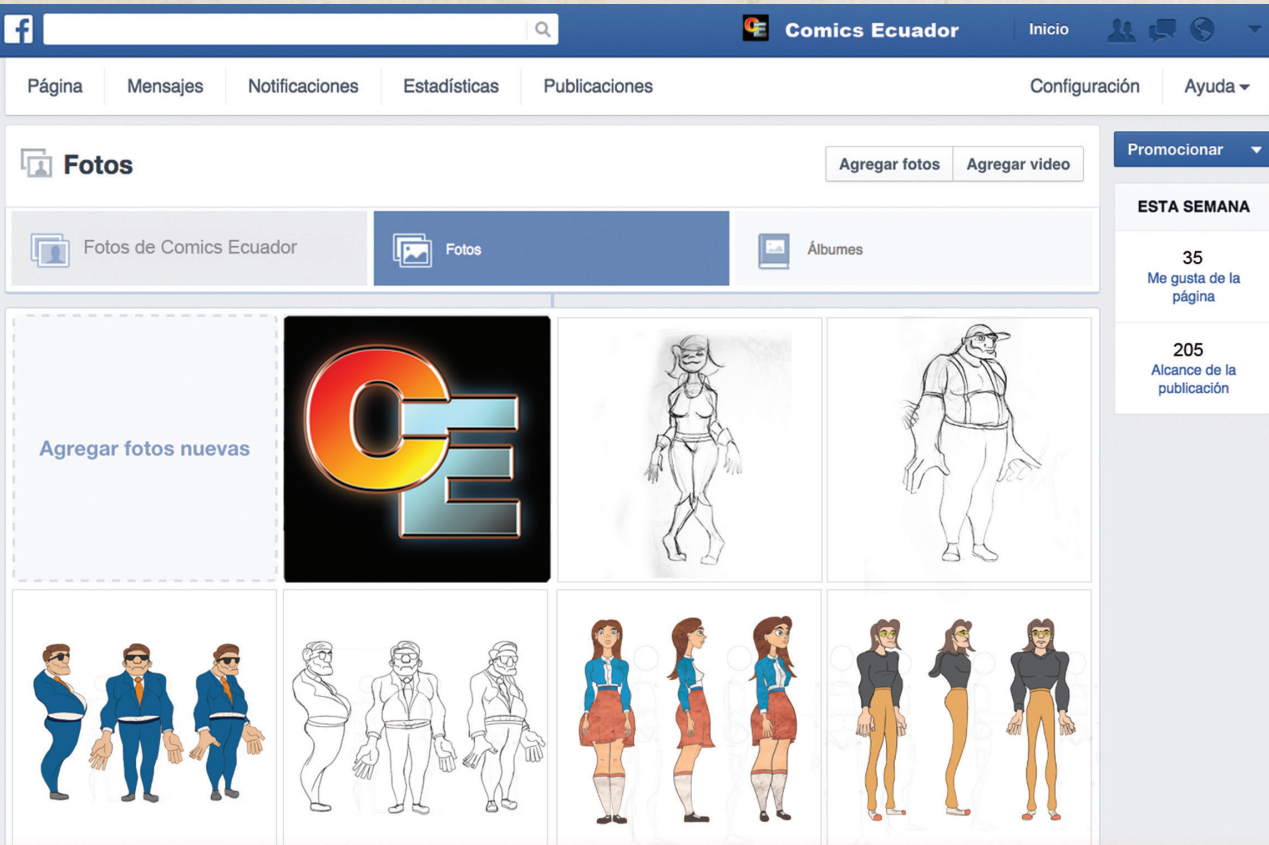 f
CE Comics Ecuador Inicio
Página Mensajes Notificaciones Estadísticas Publicaciones Configuración Ayuda
Fotos Agregar fotos Agregar video Promocionar
Fotos de Comics Ecuador Fotos Álbumes
ESTA SEMANA
35
Me gusta de la
página
205
Alcance de la
publicación
Agregar fotos nuevas
CE